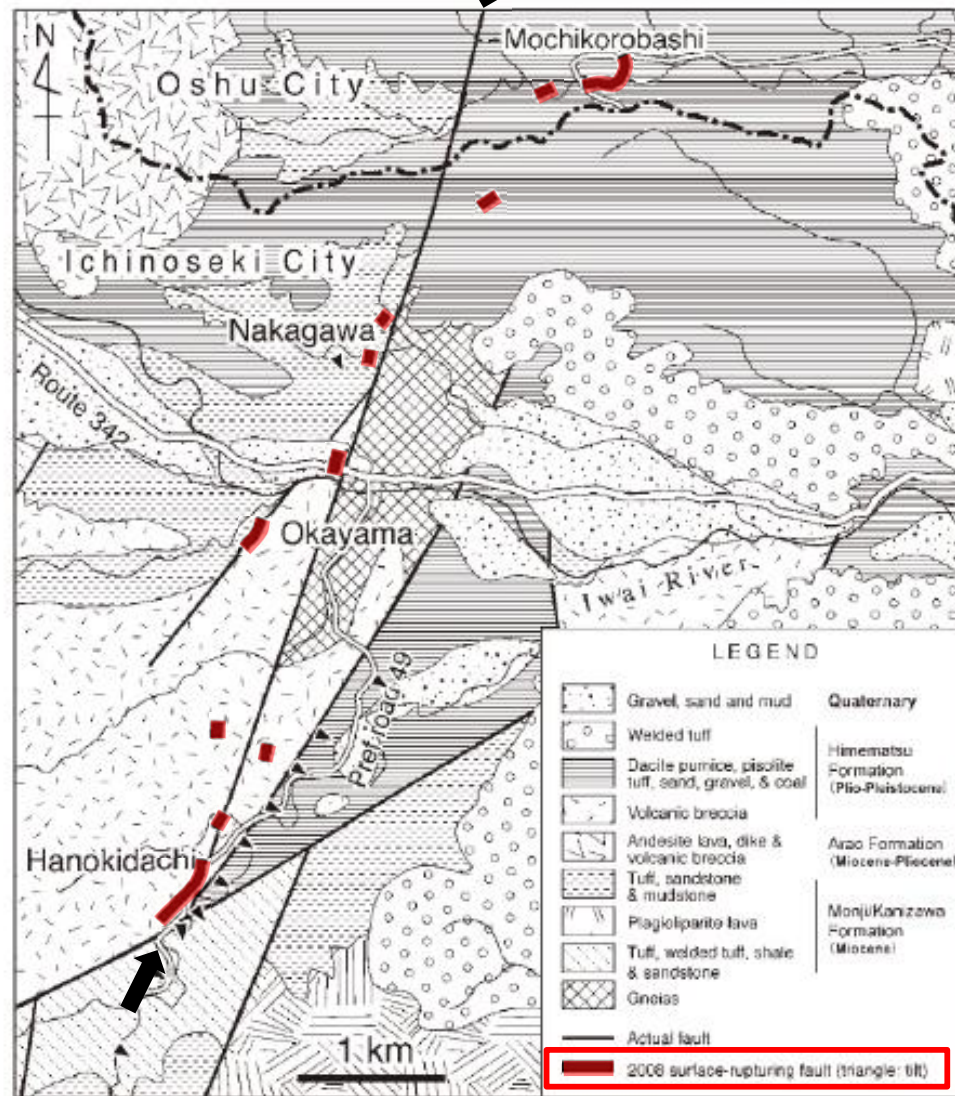 N
Mochikorobashi
Oshu City
Ichinoseki City
Nakagawa
Route 342
Okayama
Iwai River
Pref road 49
Hanokidachi
1 km
LEGEND
Gravel, sand and mud
Quaternary
Welded tuff
Dacite pumice, pisolite
tuff, sand, gravel, & coal
Himematsu
Formation
(Plio-Pleistocene)
Volcanic breccia
Andesite lava, dike &
volcanic breccia
Arao Formation
(Miocene-Pliecene)
Tuff, sandstone
& mudstone
Plagioliparite lava
Monji/Kanizawa
Formation
(Miocene)
Tuff, welded tuff, shale
& sandstone
Gneiss
Actual fault
2008 surface-rupturing fault (triangle: tilt)